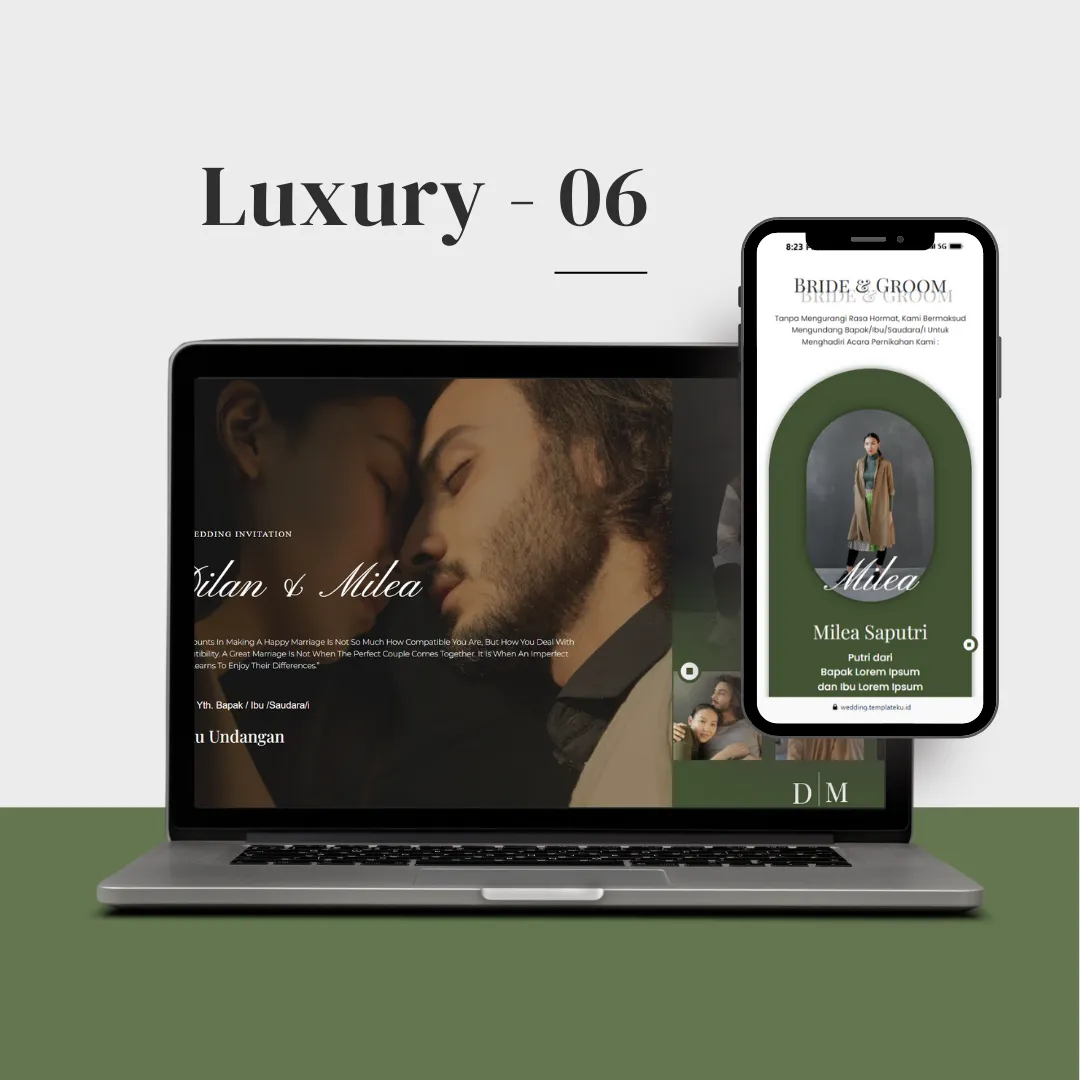 Luxury - 06
8:23
5G
BRIDE & GROOM
BRIDE & GROOM
Tanpa Mengurangi Rasa Hormat, Kami Bermaksud
Mengundang Bapak/Ibu/Saudara/I Untuk
Menghadiri Acara Pernikahan Kami :
Milea
Milea Saputri
Putri dari
Bapak Lorem Ipsum
dan Ibu Lorem Ipsum
wedding.templateku.id
EDDING INVITATION
Dilan & Milea
ounts In Making A Happy Marriage Is Not So Much How Compatible You Are, But How You Deal With
tibility. A Great Marriage Is Not When The Perfect Couple Comes Together. It Is When An Imperfect
earns To Enjoy Their Differences."
Yth. Bapak / Ibu /Saudara/i
u Undangan
D | M